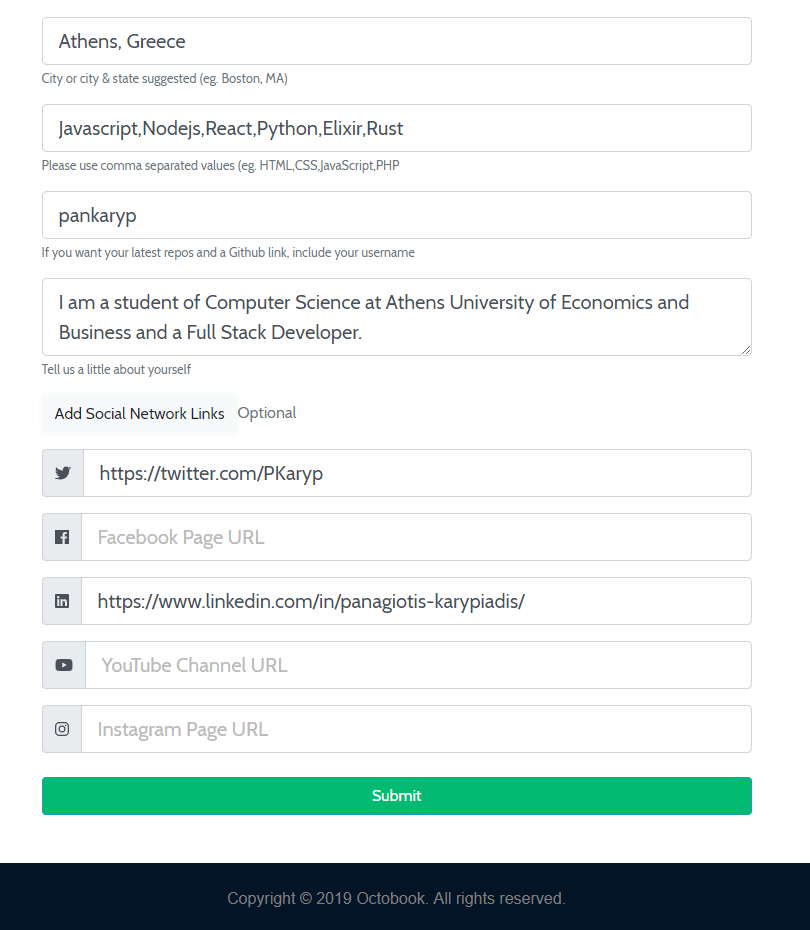 Athens, Greece
City or city & state suggested (eg. Boston, MA)
Javascript,Nodejs,React,Python,Elixir,Rust
Please use comma separated values (eg. HTML,CSS,JavaScript,PHP
pankaryp
If you want your latest repos and a Github link, include your username
I am a student of Computer Science at Athens University of Economics and
Business and a Full Stack Developer.
Tell us a little about yourself
Add Social Network Links Optional
https://twitter.com/PKaryp
Facebook Page URL
https://www.linkedin.com/in/panagiotis-karypiadis/
YouTube Channel URL
Instagram Page URL
Submit
Copyright © 2019 Octobook. All rights reserved.